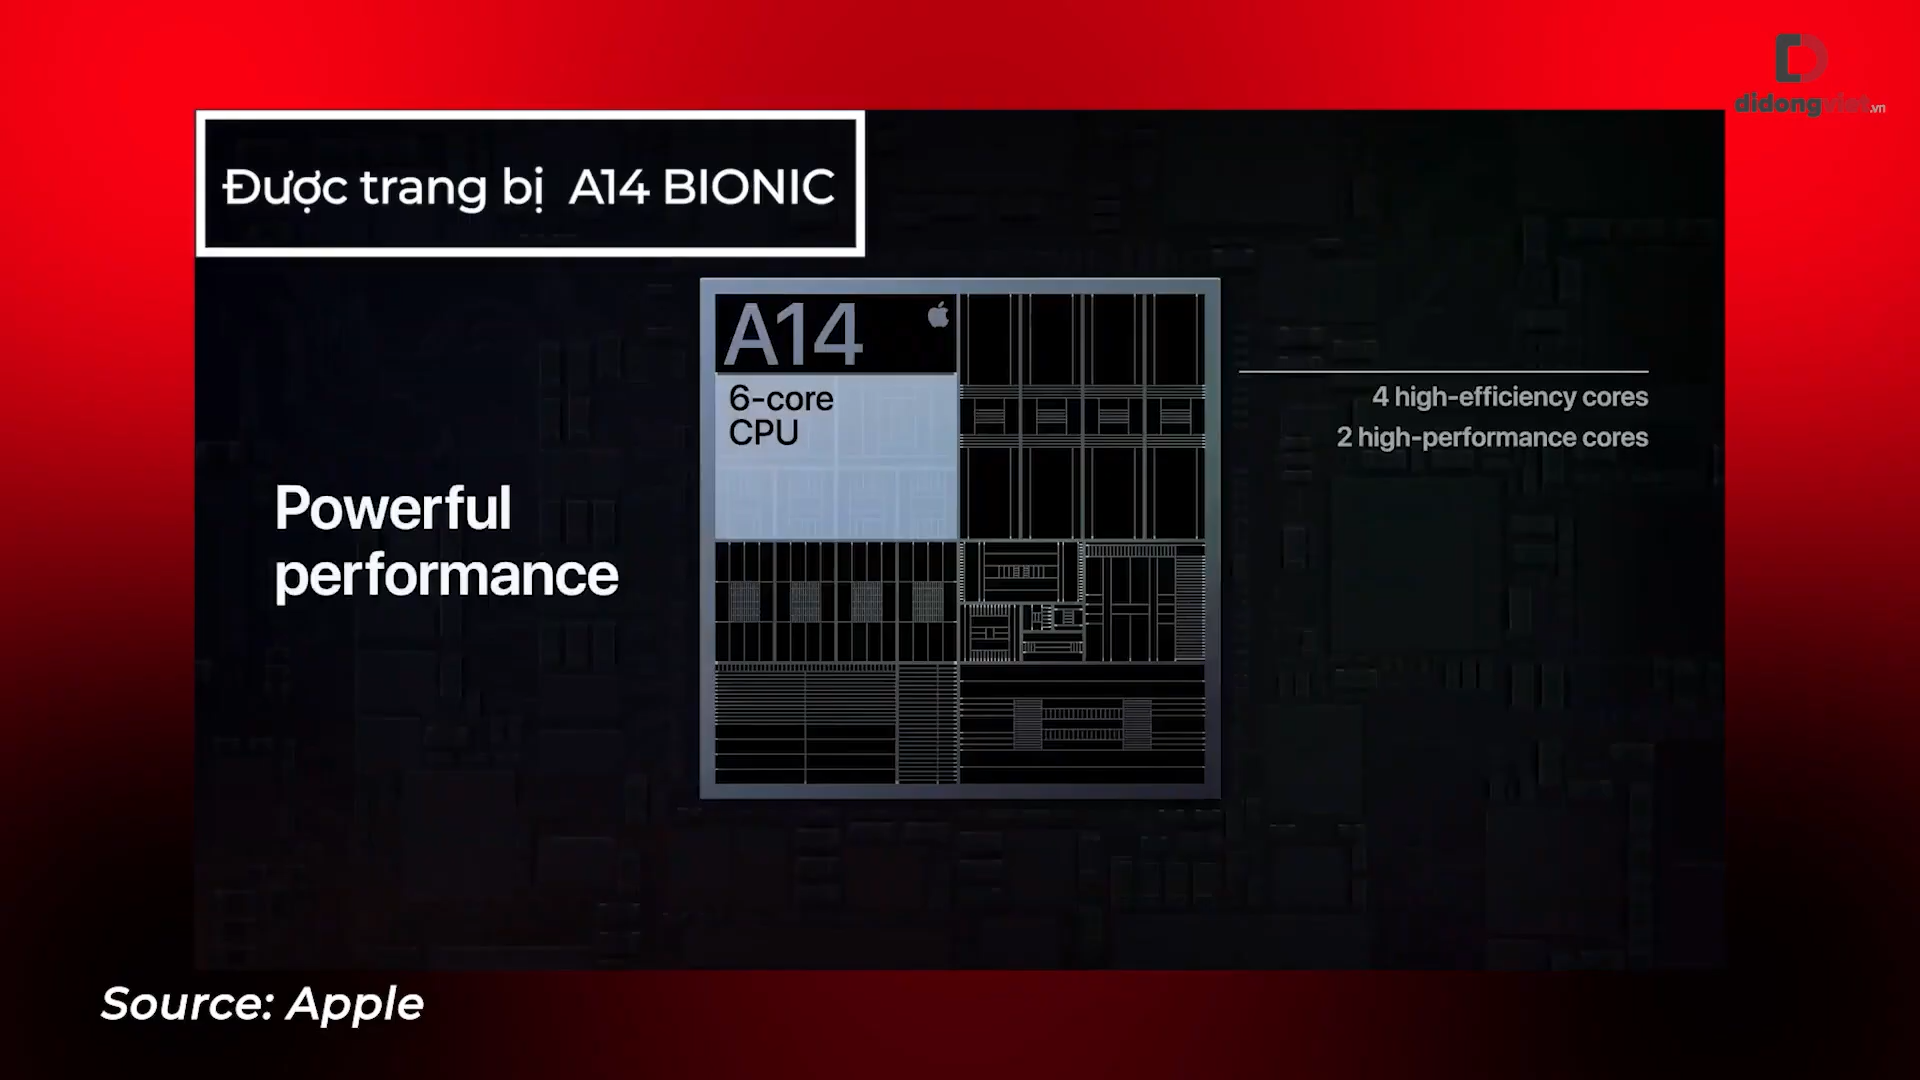 didongviet.vn
Được trang bị A14 BIONIC
A14
6-core
CPU
4 high-efficiency cores
2 high-performance cores
Powerful
performance
Source: Apple